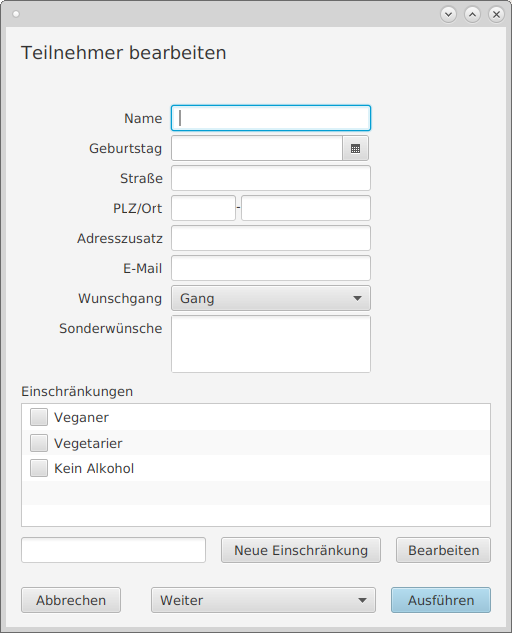 Teilnehmer bearbeiten
Name
Geburtstag
Straße
PLZ/Ort -
Adresszusatz
E-Mail
Wunschgang Gang
Sonderwünsche
Einschränkungen
Veganer
Vegetarier
Kein Alkohol
Neue Einschränkung Bearbeiten
Abbrechen Weiter Ausführen